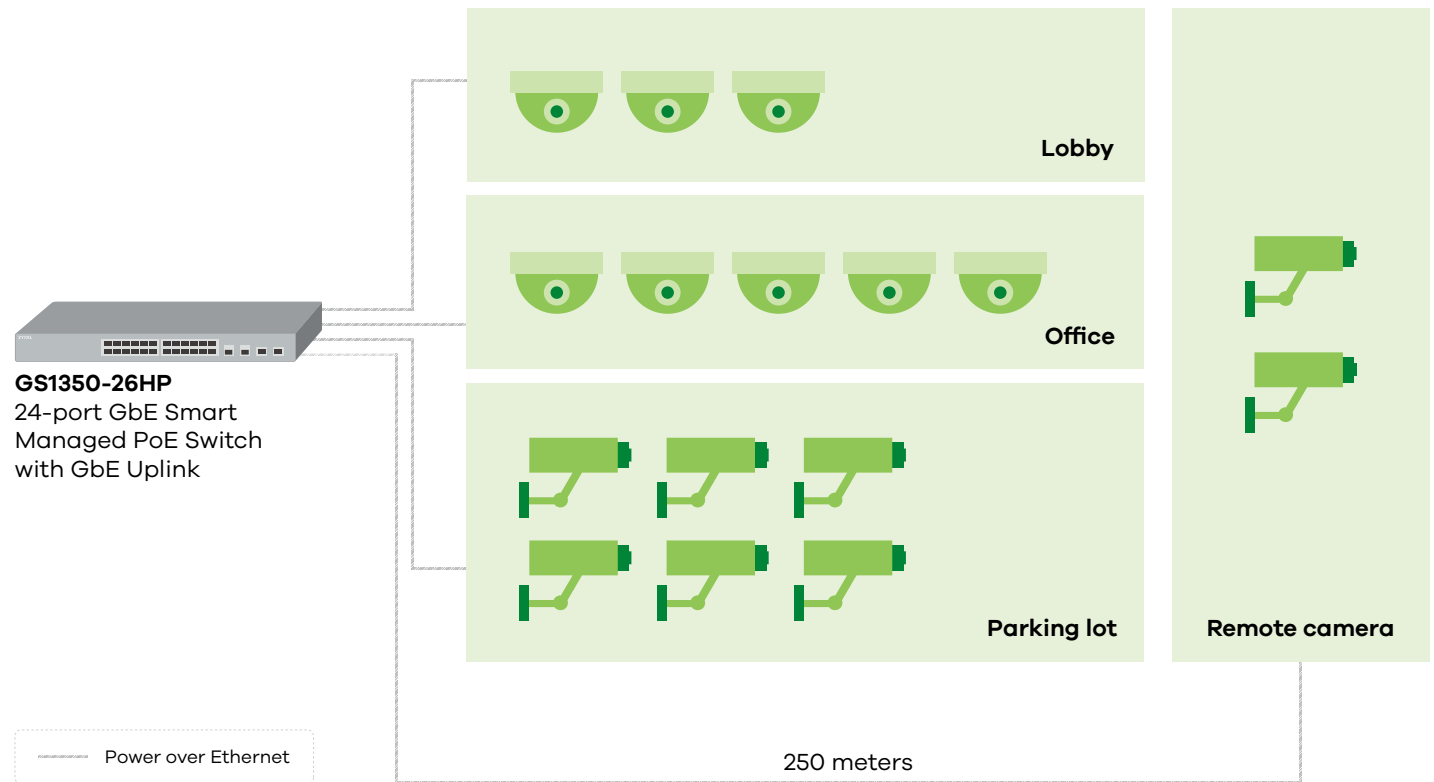 Lobby
Office
GS1350-26HP
24-port GbE Smart
Managed PoE Switch
with GbE Uplink
Parking lot
Remote camera
Power over Ethernet
250 meters